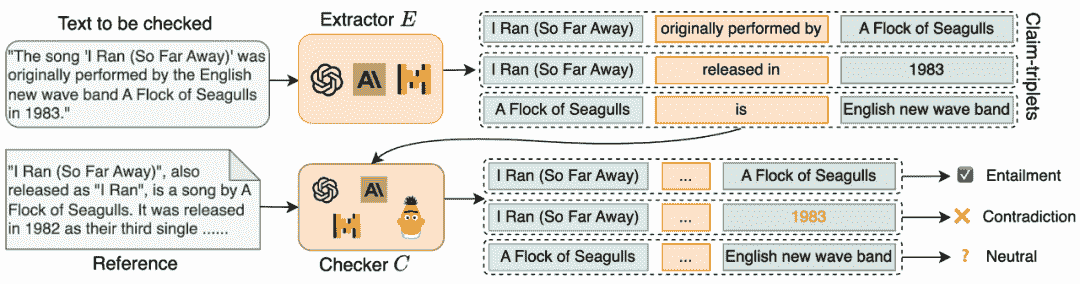 Text to be checked
"The song 'I Ran (So Far Away)' was
originally performed by the English
new wave band A Flock of Seagulls
in 1983."
Extractor E
I Ran (So Far Away) originally performed by A Flock of Seagulls
I Ran (So Far Away) released in 1983
A Flock of Seagulls is English new wave band
Claim-triplets
"I Ran (So Far Away)", also
released as "I Ran", is a song by A
Flock of Seagulls. It was released
in 1982 as their third single ......
Reference
Checker C
I Ran (So Far Away) ... A Flock of Seagulls Entailment
I Ran (So Far Away) ... 1983 Contradiction
A Flock of Seagulls ... English new wave band ? Neutral